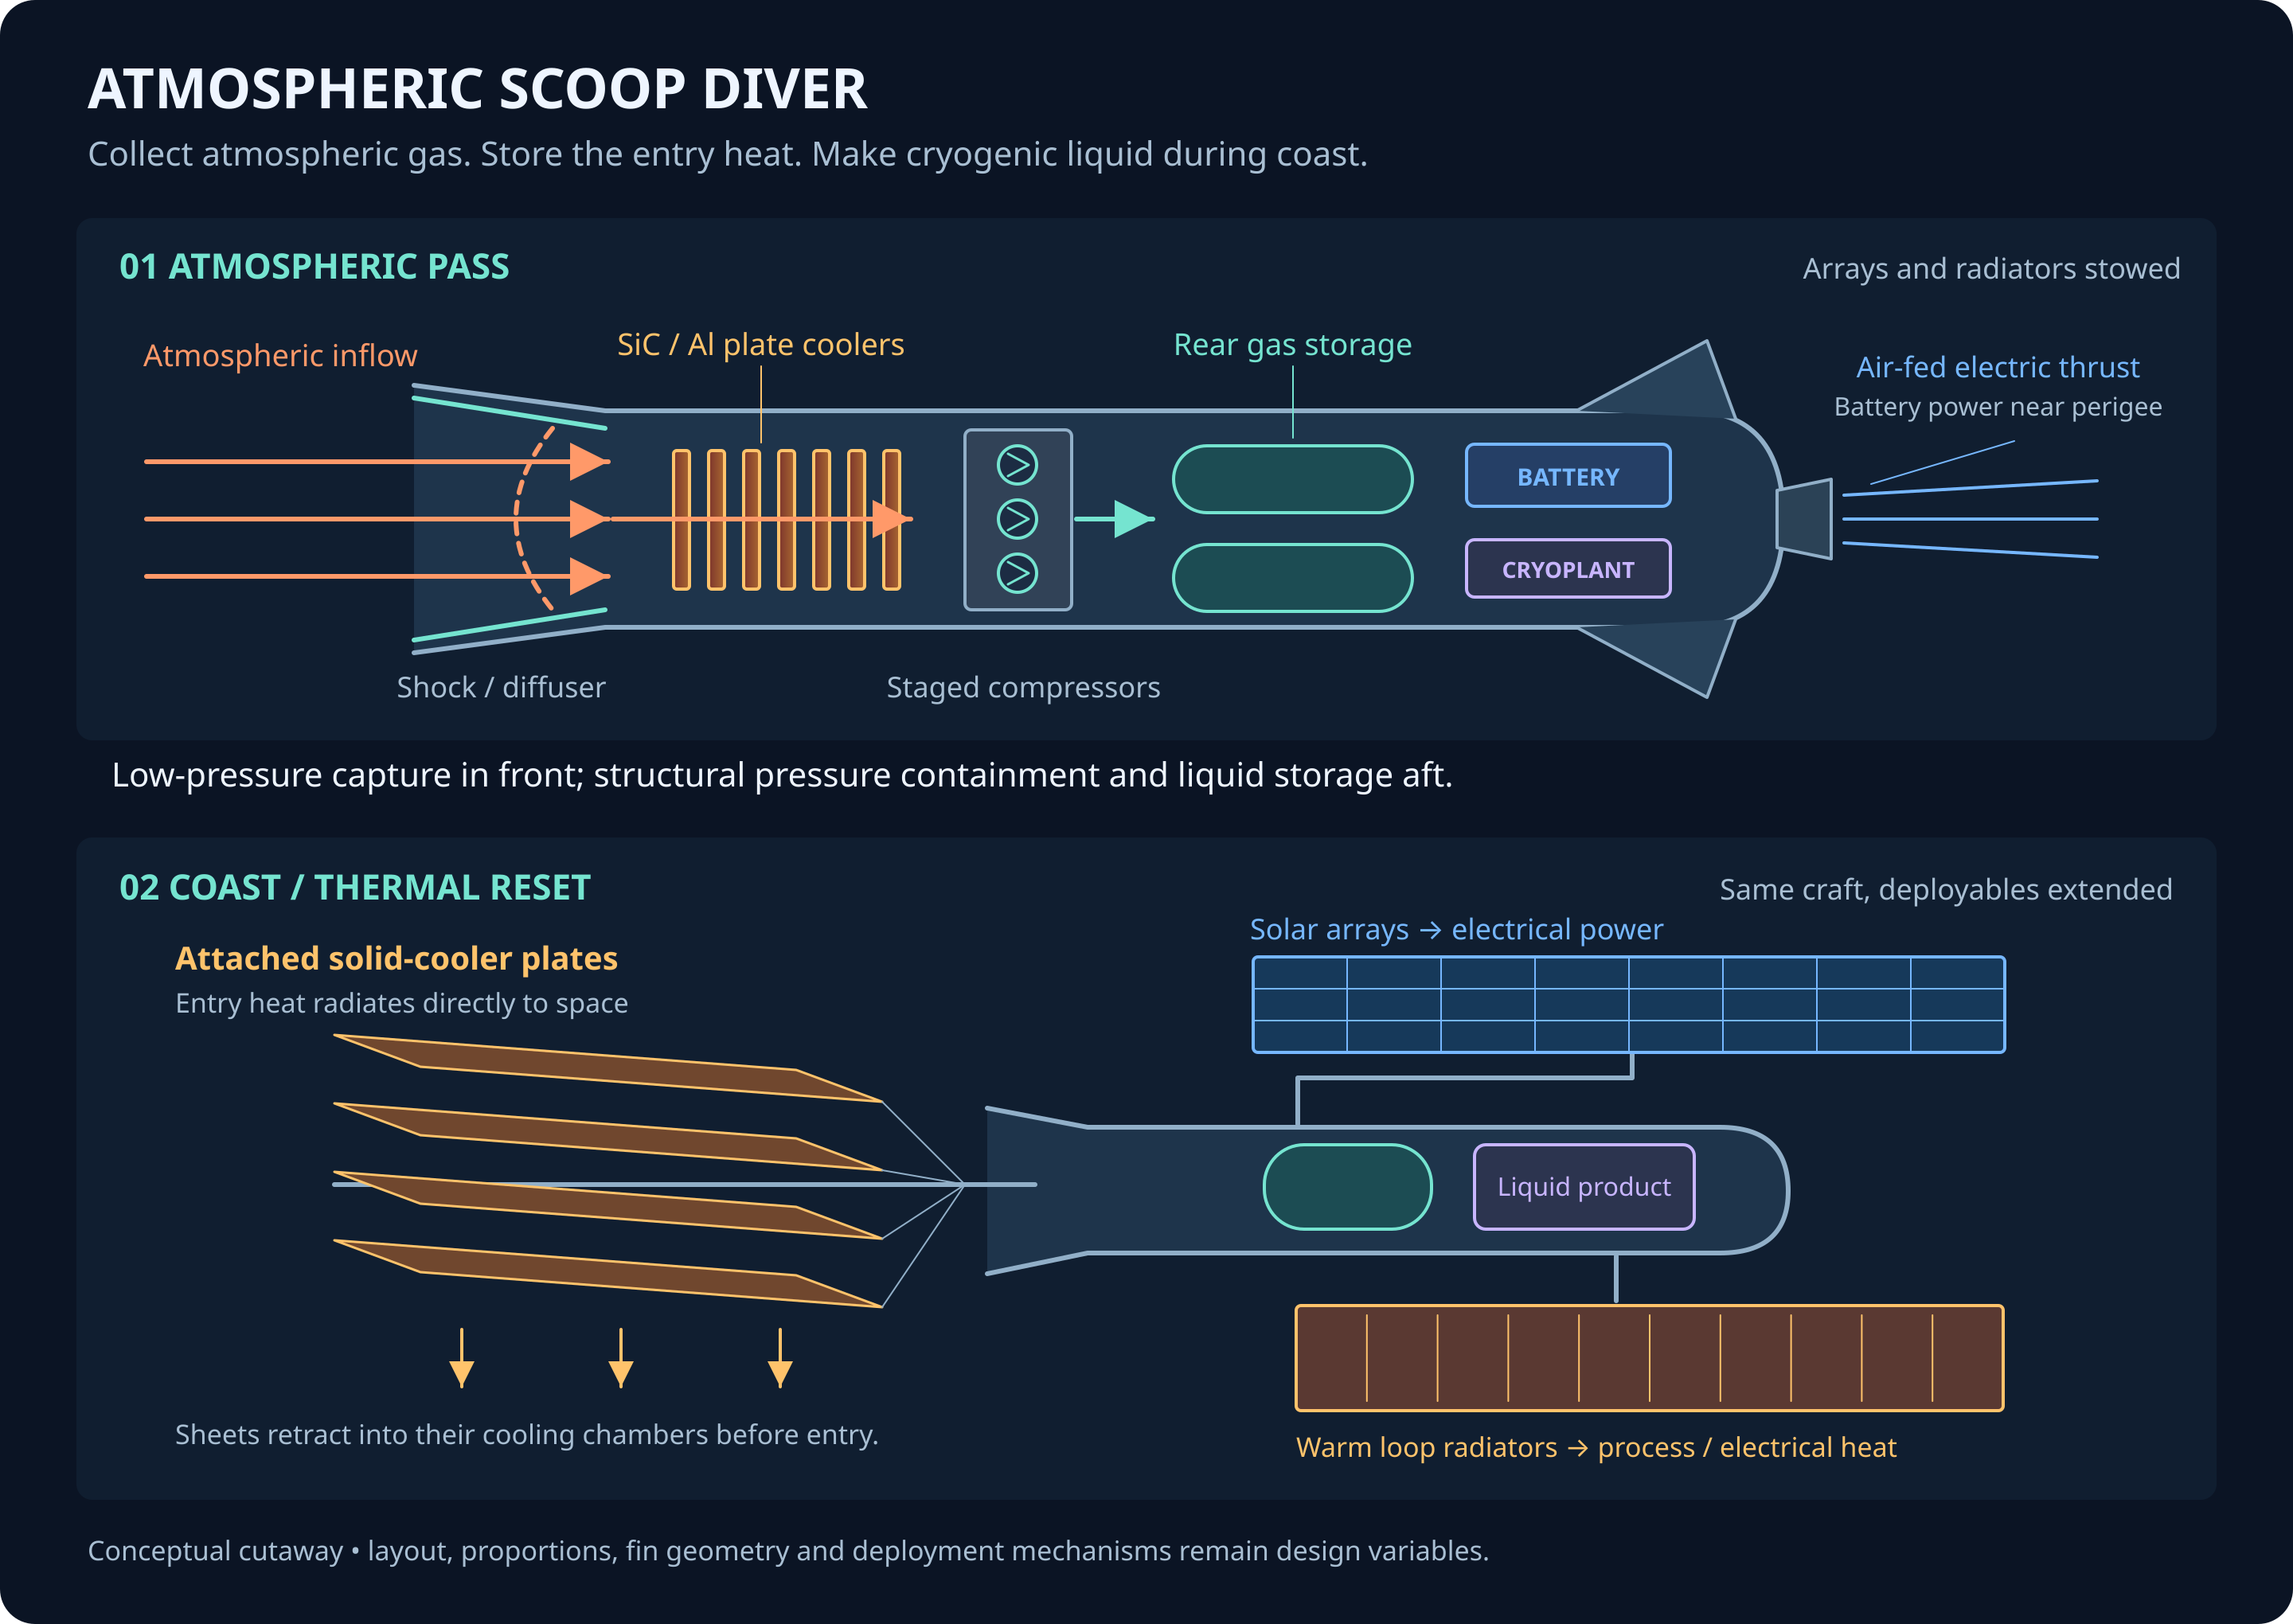 ATMOSPHERIC SCOOP DIVER
Collect atmospheric gas. Store the entry heat. Make cryogenic liquid during coast.
01 ATMOSPHERIC PASS
Arrays and radiators stowed
Atmospheric inflow
SiC / Al plate coolers
Rear gas storage
Air-fed electric thrust
Battery power near perigee
BATTERY
CRYOPLANT
Shock / diffuser
Staged compressors
Low-pressure capture in front; structural pressure containment and liquid storage aft.
02 COAST / THERMAL RESET
Same craft, deployables extended
Solar arrays → electrical power
Attached solid-cooler plates
Entry heat radiates directly to space
Liquid product
Sheets retract into their cooling chambers before entry.
Warm loop radiators → process / electrical heat
Conceptual cutaway • layout, proportions, fin geometry and deployment mechanisms remain design variables.